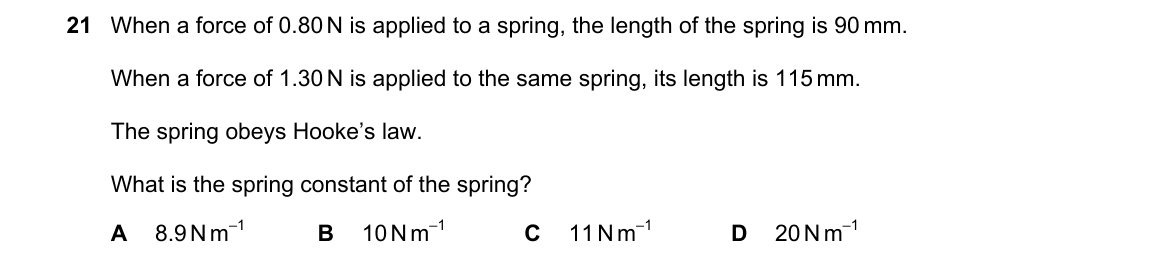 21 When a force of 0.80 N is applied to a spring, the length of the spring is 90 mm.
When a force of 1.30 N is applied to the same spring, its length is 115 mm.
The spring obeys Hooke’s law.
What is the spring constant of the spring?
A 8.9 N m⁻¹ B 10 N m⁻¹ C 11 N m⁻¹ D 20 N m⁻¹